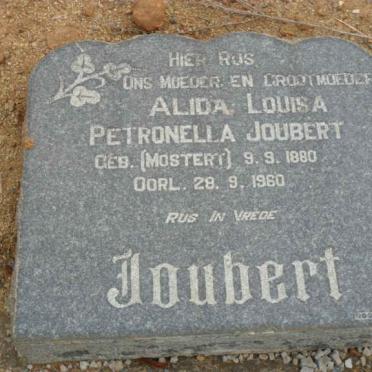 HIER RUS
ONS MOEDER EN GROOTMOEDER
ALIDA LOUISA
PETRONELLA JOUBERT
GEB. (MOSTERT) 9. 9. 1880
OORL. 28. 9. 1960
RUS IN VREDE
Joubert